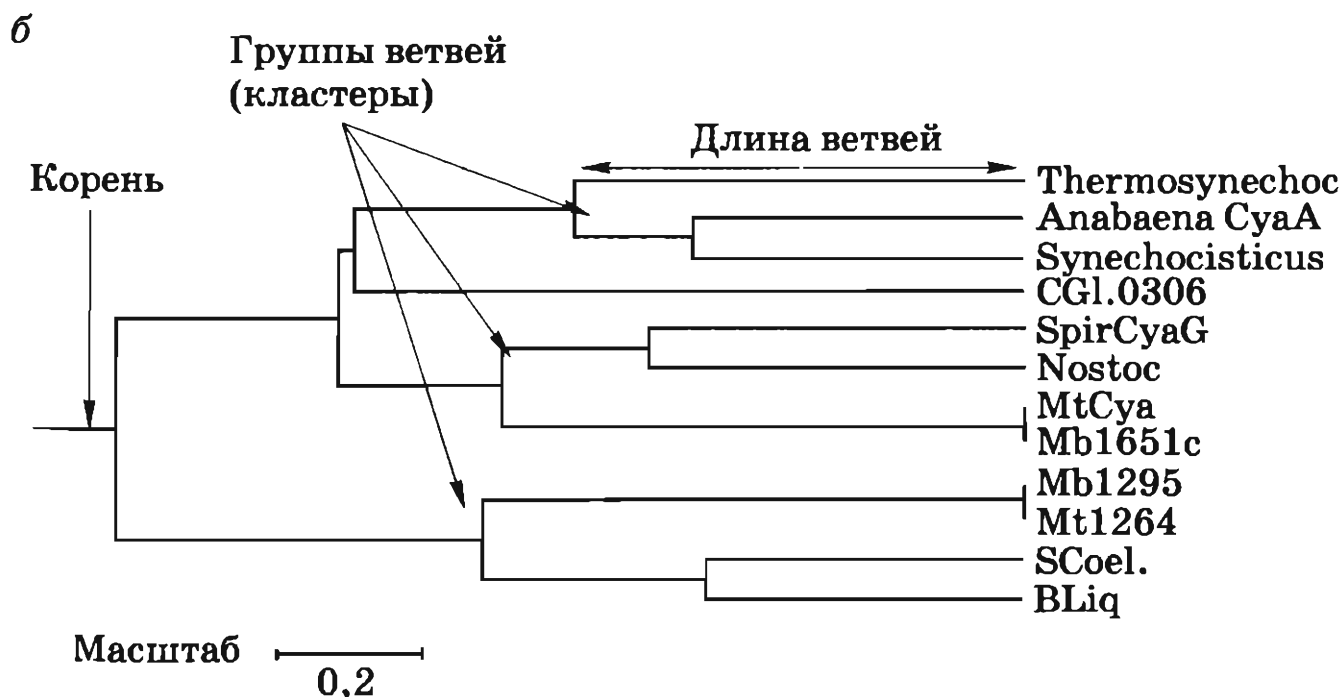 б
Группы ветвей
(кластеры)
Длина ветвей
Корень
Thermosynechoc
Anabaena CyaA
Synechocisticus
CGl.0306
SpirCyaG
Nostoc
MtCya
Mb1651c
Mb1295
Mt1264
SCoel.
BLiq
Масштаб
0,2